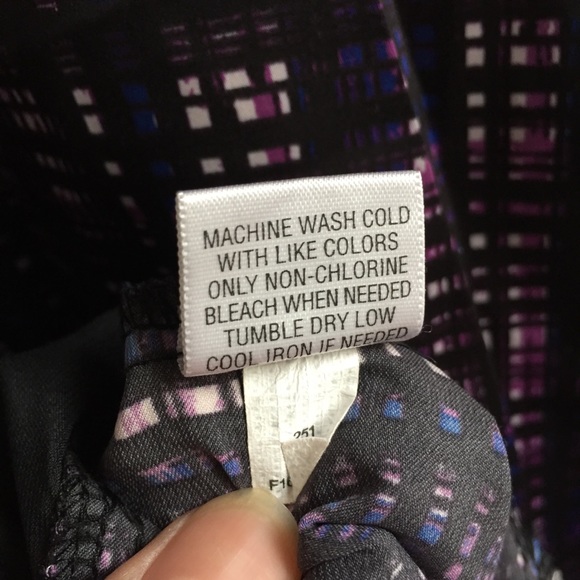 MACHINE WASH COLD
WITH LIKE COLORS
ONLY NON-CHLORINE
BLEACH WHEN NEEDED
TUMBLE DRY LOW
COOL IRON IF NEEDED
251